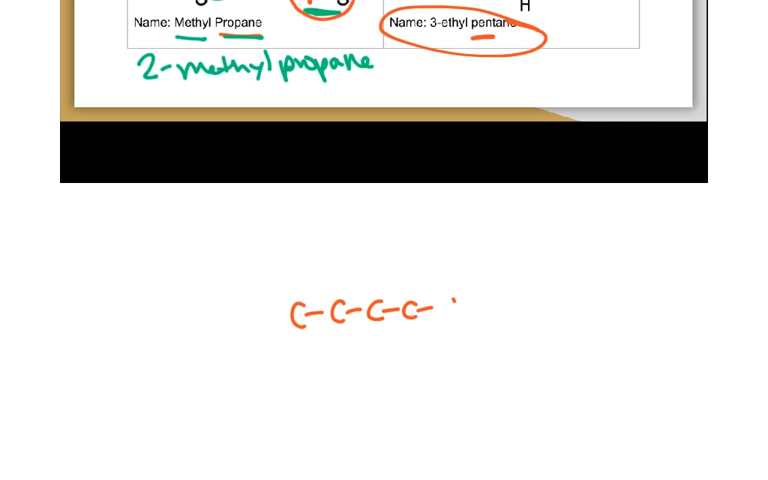 H
Name: Methyl Propane
Name: 3-ethyl pentane
2-methyl propane
C-C-C-C-